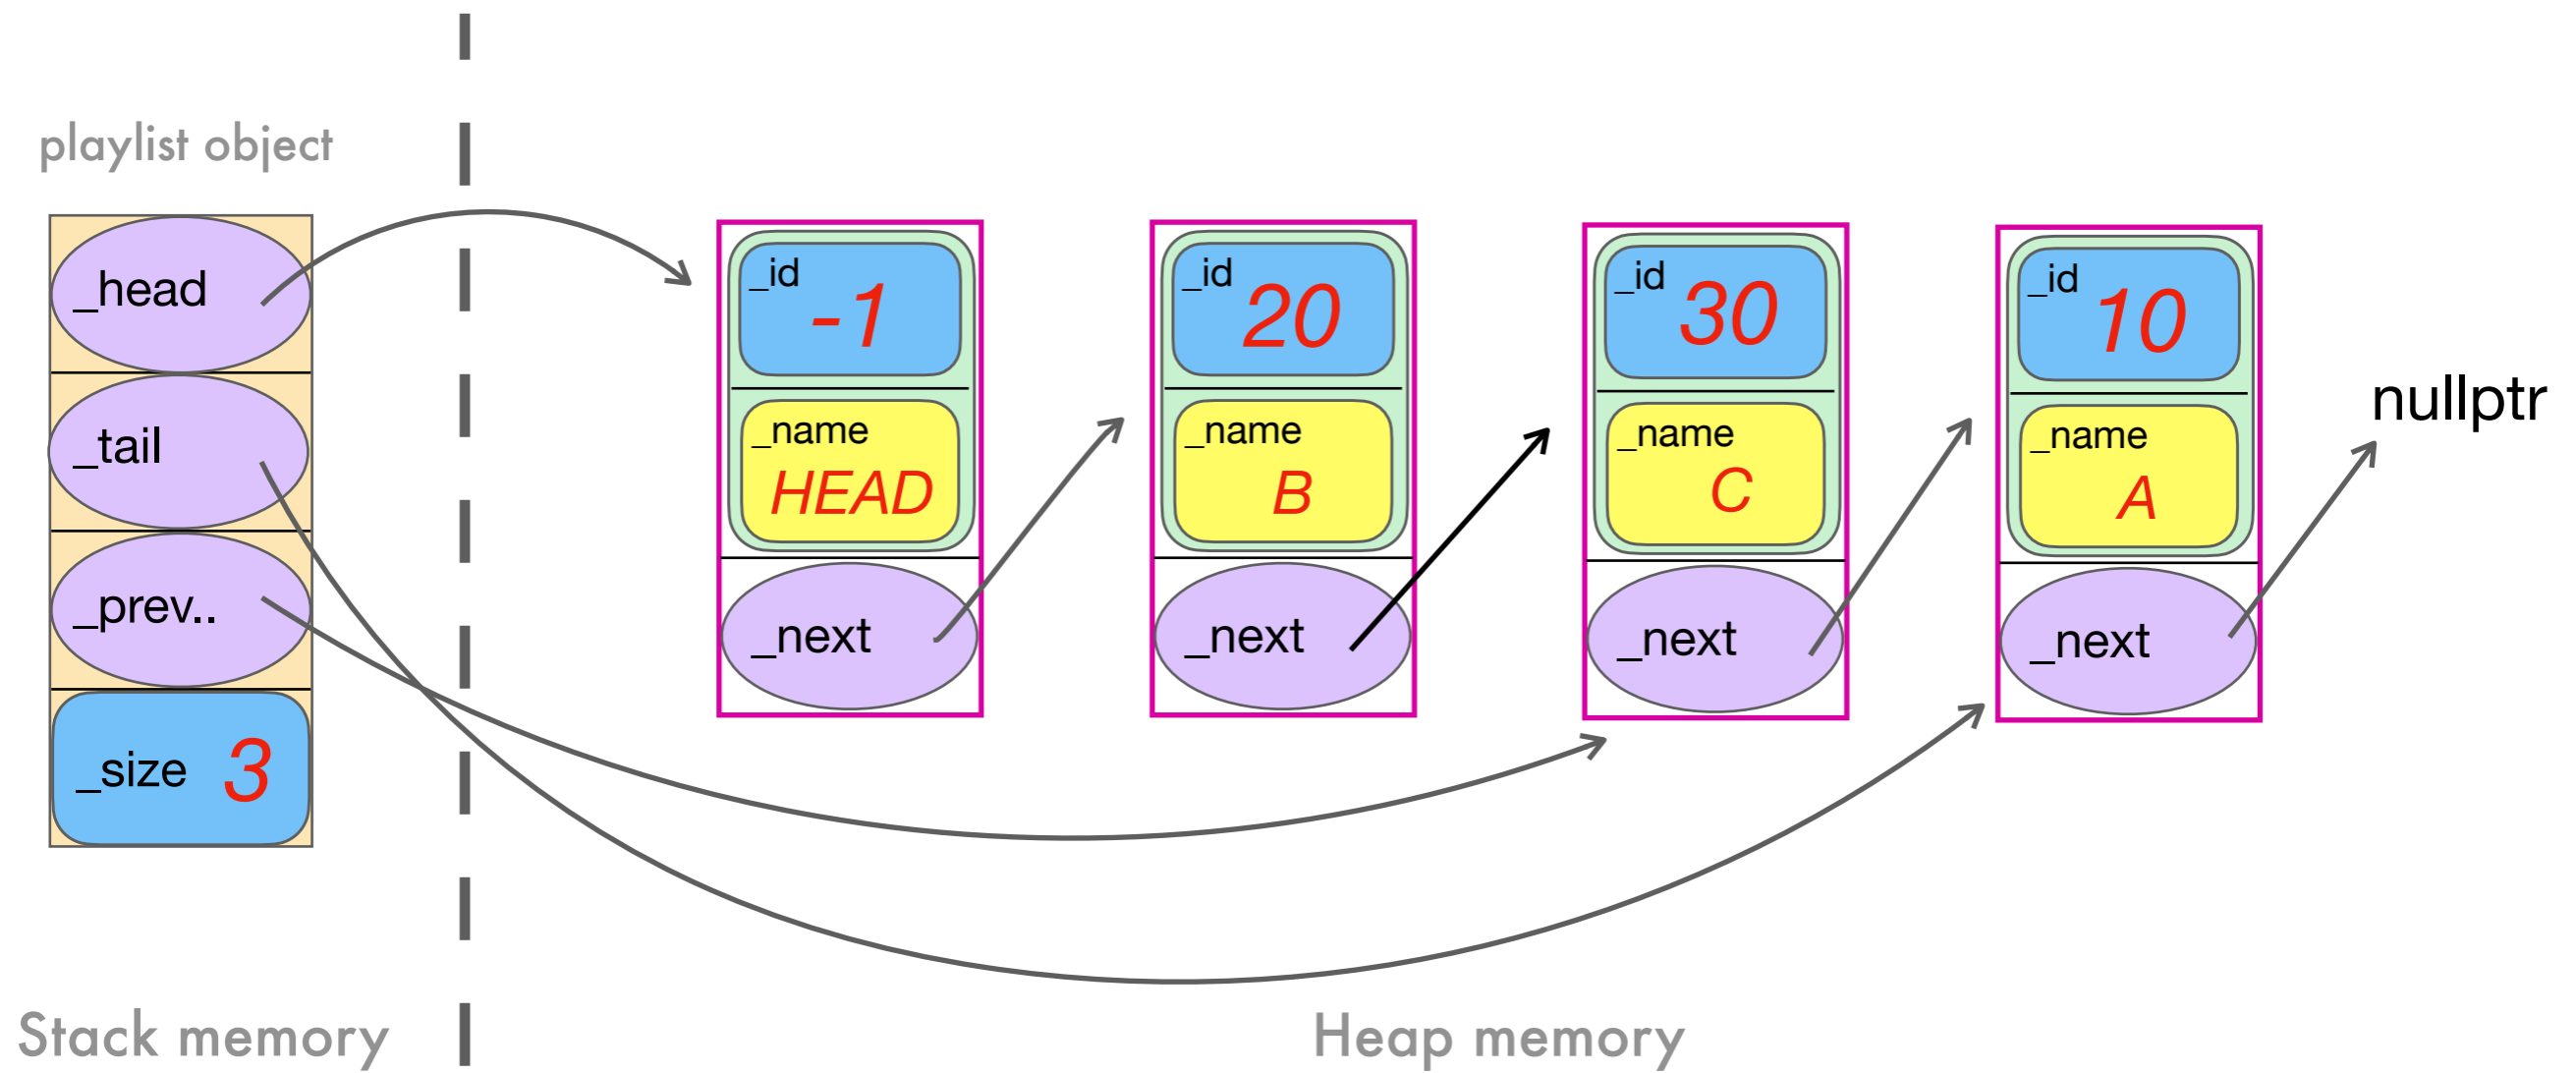 playlist object
_head
_tail
_prev..
_size 3
_id
-1
_name
HEAD
_next
_id
20
_name
B
_next
_id
30
_name
C
_next
_id
10
_name
A
_next
nullptr
Stack memory
Heap memory